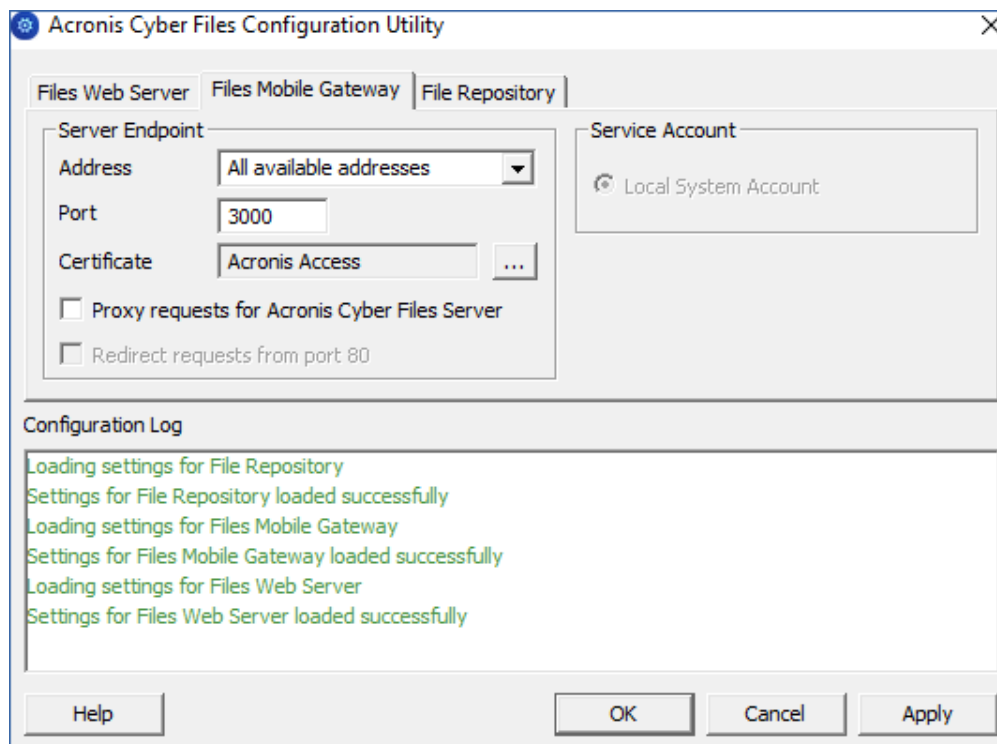 Acronis Cyber Files Configuration Utility
Files Web Server
Files Mobile Gateway
File Repository
Server Endpoint
Address
All available addresses
Port
3000
Certificate
Acronis Access
...
Proxy requests for Acronis Cyber Files Server
Redirect requests from port 80
Service Account
Local System Account
Configuration Log
Loading settings for File Repository
Settings for File Repository loaded successfully
Loading settings for Files Mobile Gateway
Settings for Files Mobile Gateway loaded successfully
Loading settings for Files Web Server
Settings for Files Web Server loaded successfully
Help
OK
Cancel
Apply